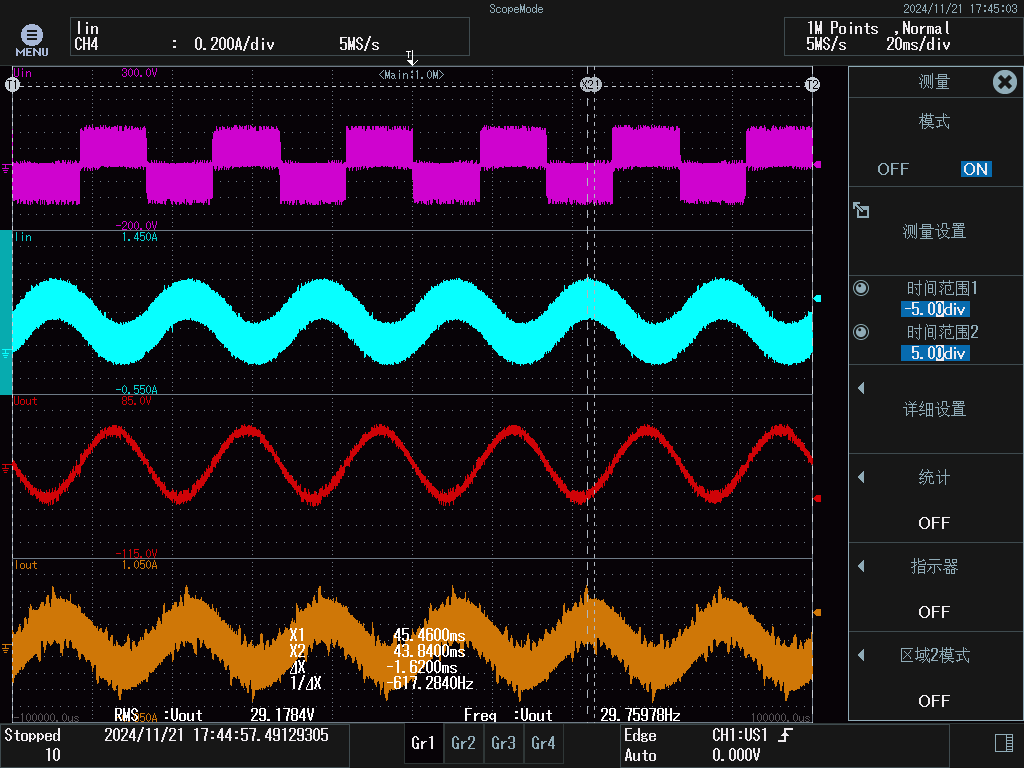 ScopeMode
2024/11/21 17:45:03
MENU
Iin
CH4 : 0.200A/div 5MS/s
1M Points ,Normal
5MS/s 20ms/div
T
<Main:1.0M>
Uin 300.0V
T1
T2
-200.0V
Iin 1.450A
-0.550A
Uout 85.0V
-115.0V
Iout 1.050A
X1 45.4600ms
X2 43.8400ms
⊿X -1.6200ms
1/⊿X -617.2840Hz
RMS :Uout 29.1784V
Freq :Uout 29.75978Hz
-100000.0us
100000.0us
Stopped
10
2024/11/21 17:44:57.49129305
Gr1 Gr2 Gr3 Gr4
Edge CH1:US1
Auto 0.000V
测量
模式
OFF ON
测量设置
时间范围1
-5.00div
时间范围2
5.00div
详细设置
统计
OFF
指示器
OFF
区域2模式
OFF